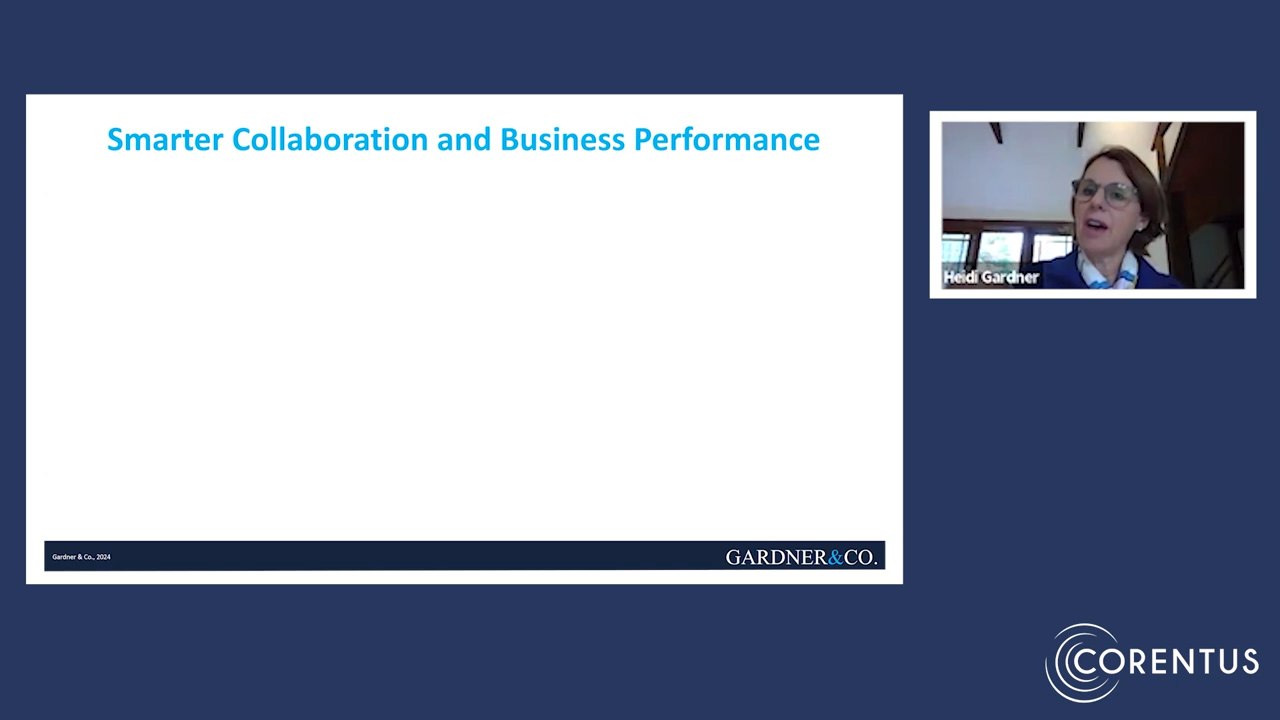 Smarter Collaboration and Business Performance
Heidi Gardner
Gardner & Co., 2024
GARDNER&CO.
CORENTUS